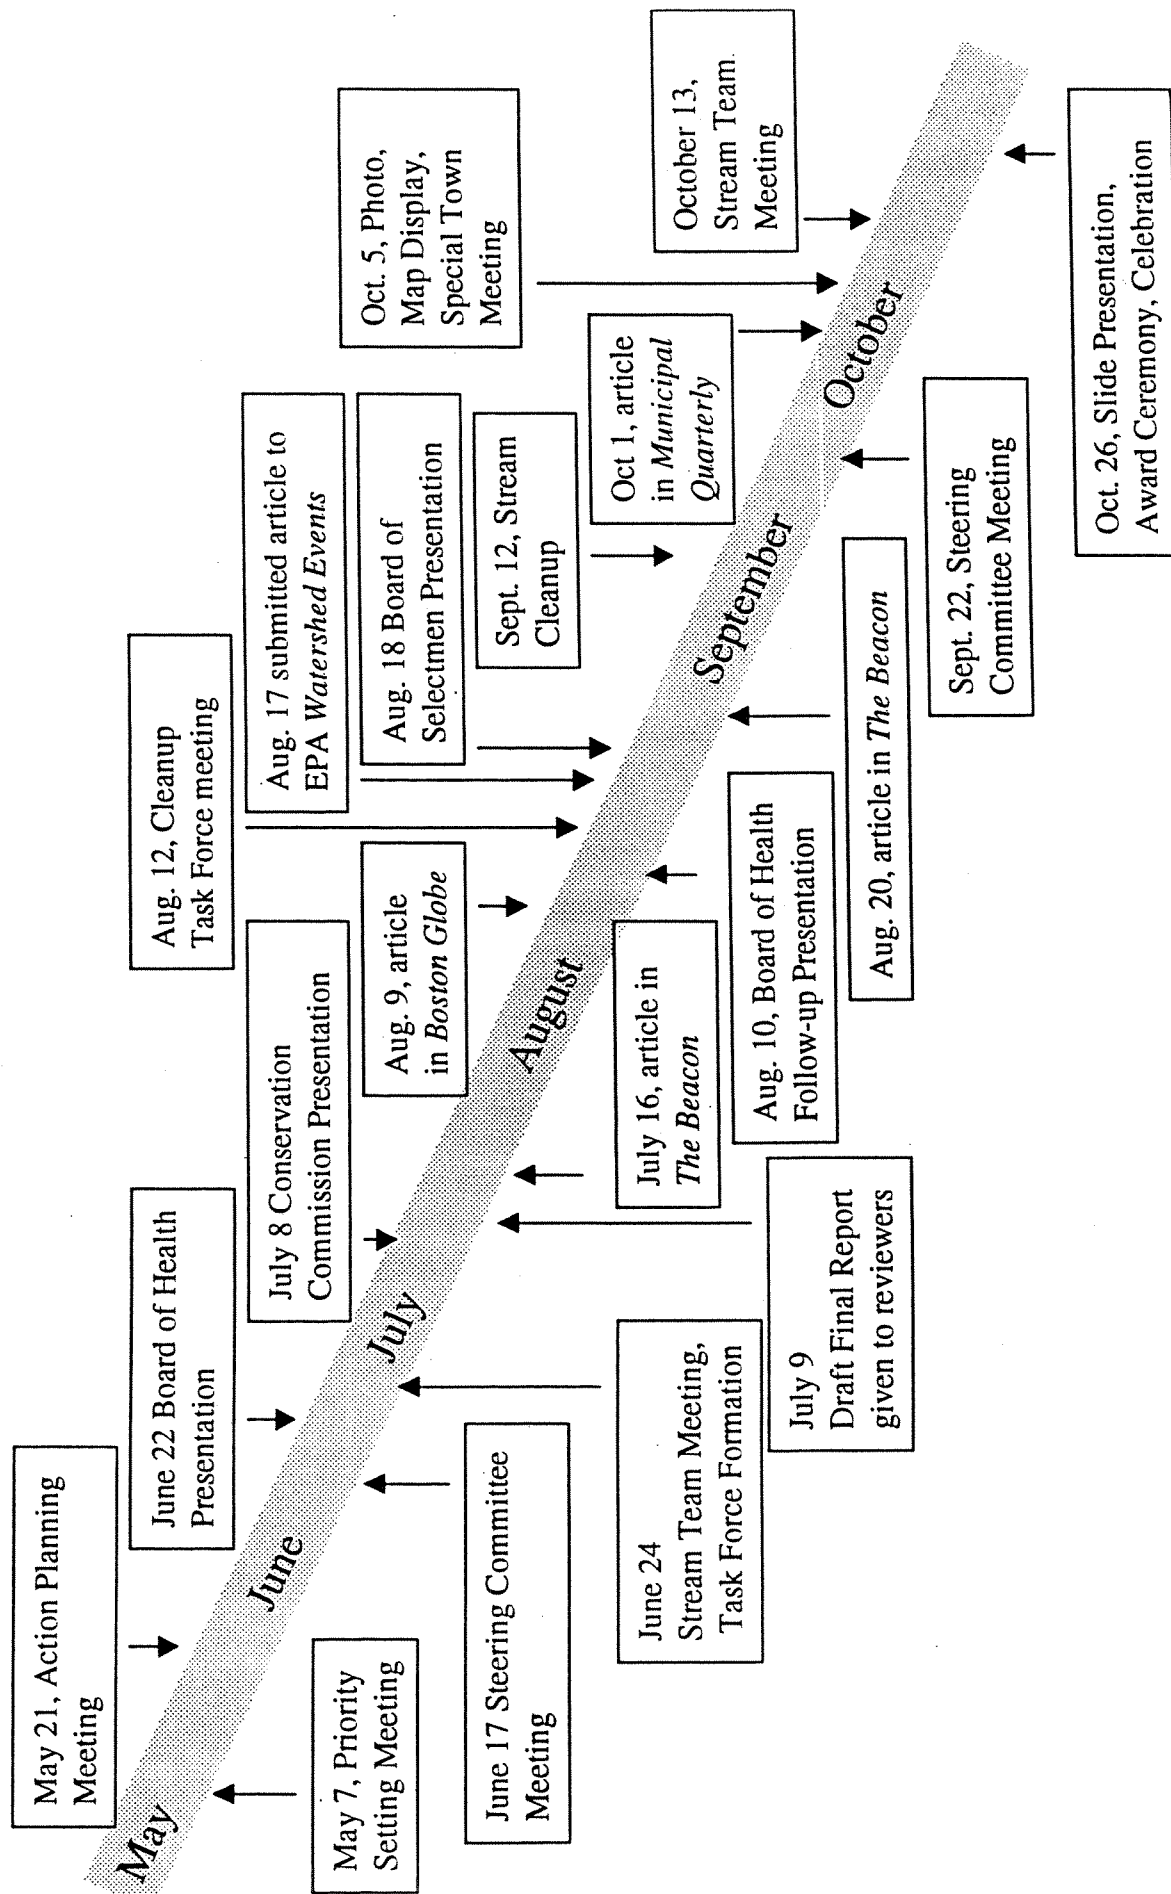 May 21, Action Planning
Meeting
June 22 Board of Health
Presentation
July 8 Conservation
Commission Presentation
Aug. 12, Cleanup
Task Force meeting
Aug. 9, article
in Boston Globe
Aug. 17 submitted article to
EPA Watershed Events
Aug. 18 Board of
Selectmen Presentation
Sept. 12, Stream
Cleanup
Oct 1, article
in Municipal
Quarterly
Oct. 5, Photo,
Map Display,
Special Town
Meeting
October 13,
Stream Team
Meeting
May
June
July
August
September
October
May 7, Priority
Setting Meeting
June 17 Steering Committee
Meeting
June 24
Stream Team Meeting,
Task Force Formation
July 9
Draft Final Report
given to reviewers
July 16, article in
The Beacon
Aug. 10, Board of Health
Follow-up Presentation
Aug. 20, article in The Beacon
Sept. 22, Steering
Committee Meeting
Oct. 26, Slide Presentation,
Award Ceremony, Celebration